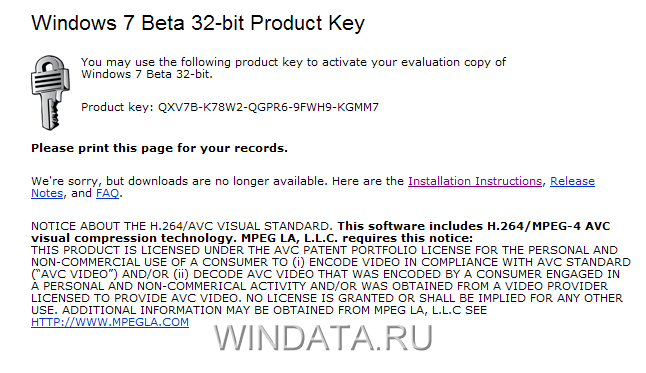 Windows 7 Beta 32-bit Product Key
You may use the following product key to activate your evaluation copy of
Windows 7 Beta 32-bit.
Product key: QXV7B-K78W2-QGPR6-9FWH9-KGMM7
Please print this page for your records.
We're sorry, but downloads are no longer available. Here are the Installation Instructions, Release
Notes, and FAQ.
NOTICE ABOUT THE H.264/AVC VISUAL STANDARD. This software includes H.264/MPEG-4 AVC
visual compression technology. MPEG LA, L.L.C. requires this notice:
THIS PRODUCT IS LICENSED UNDER THE AVC PATENT PORTFOLIO LICENSE FOR THE PERSONAL AND
NON-COMMERCIAL USE OF A CONSUMER TO (i) ENCODE VIDEO IN COMPLIANCE WITH AVC STANDARD
("AVC VIDEO") AND/OR (ii) DECODE AVC VIDEO THAT WAS ENCODED BY A CONSUMER ENGAGED IN
A PERSONAL AND NON-COMMERICAL ACTIVITY AND/OR WAS OBTAINED FROM A VIDEO PROVIDER
LICENSED TO PROVIDE AVC VIDEO. NO LICENSE IS GRANTED OR SHALL BE IMPLIED FOR ANY OTHER
USE. ADDITIONAL INFORMATION MAY BE OBTAINED FROM MPEG LA, L.L.C SEE
HTTP://WWW.MPEGLA.COM
WINDATA.RU